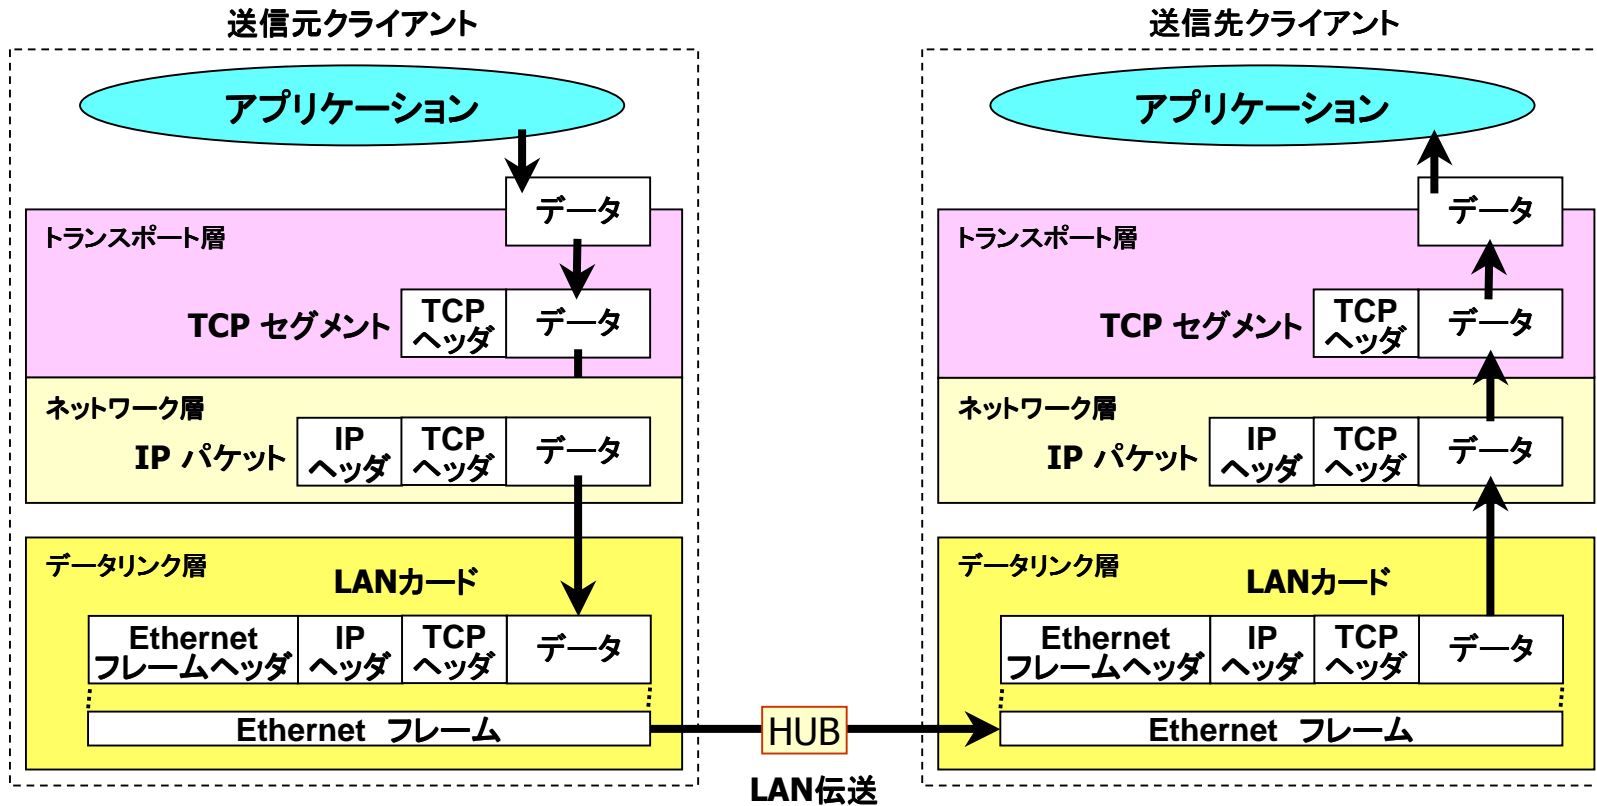 送信元クライアント
アプリケーション
データ
トランスポート層
TCP セグメント
TCP
ヘッダ
データ
ネットワーク層
IP パケット
IP
ヘッダ
TCP
ヘッダ
データ
データリンク層
LANカード
Ethernet
フレームヘッダ
IP
ヘッダ
TCP
ヘッダ
データ
Ethernet フレーム
HUB
LAN伝送
送信先クライアント
アプリケーション
データ
トランスポート層
TCP セグメント
TCP
ヘッダ
データ
ネットワーク層
IP パケット
IP
ヘッダ
TCP
ヘッダ
データ
データリンク層
LANカード
Ethernet
フレームヘッダ
IP
ヘッダ
TCP
ヘッダ
データ
Ethernet フレーム